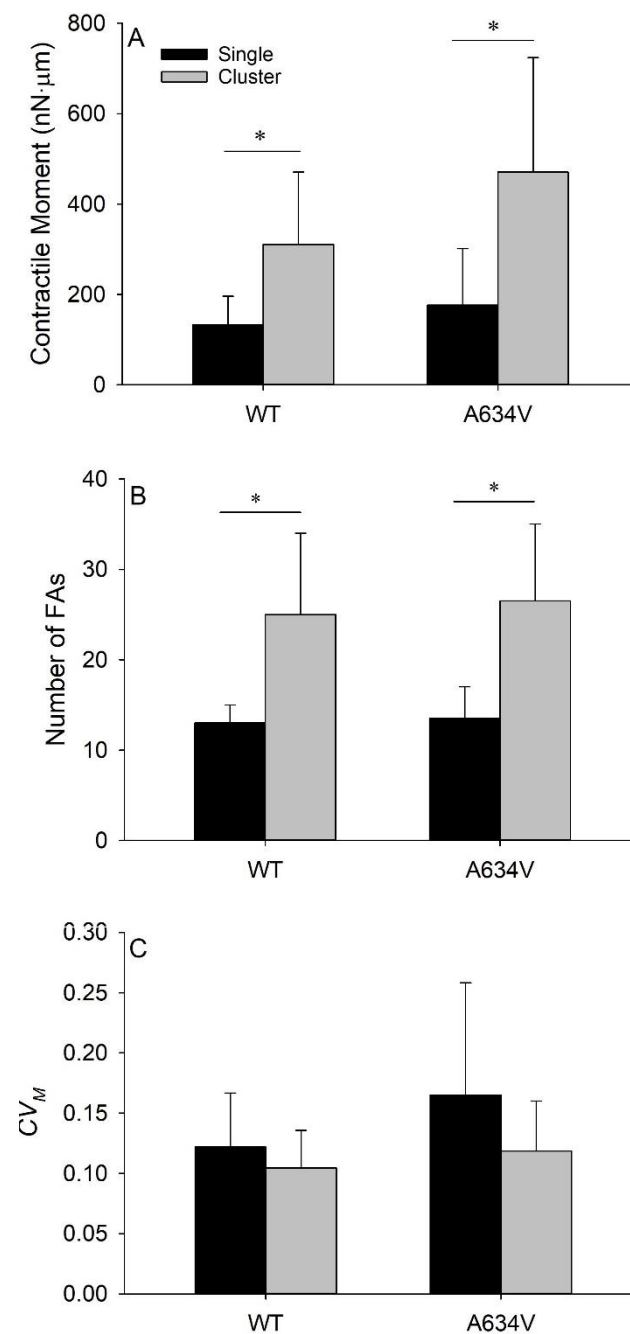 A
Single
Cluster
Contractile Moment (nN·μm)
800
600
400
200
0
*
*
WT
A634V
B
Number of FAs
40
30
20
10
0
*
*
WT
A634V
C
CV_M
0.30
0.25
0.20
0.15
0.10
0.05
0.00
WT
A634V